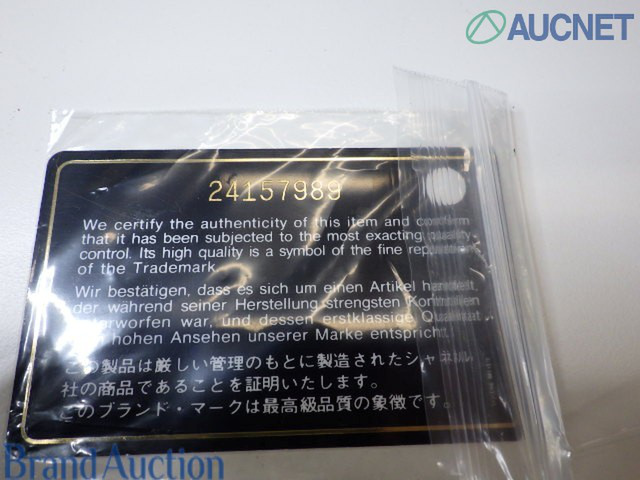 AUCNET
24157989
We certify the authenticity of this item and confirm
that it has been subjected to the most exacting quality
control. Its high quality is a symbol of the fine reputation
of the Trademark.
Wir bestätigen, dass es sich um einen Artikel handelt,
der während seiner Herstellung strengsten Kontrollen
unterworfen war, und dessen erstklassige Qualität
hohen Ansehen unserer Marke entspricht.
この製品は厳しい管理のもとに製造されたシャネル
社の商品であることを証明いたします。
このブランド・マークは最高級品質の象徴です。
Brand Auction